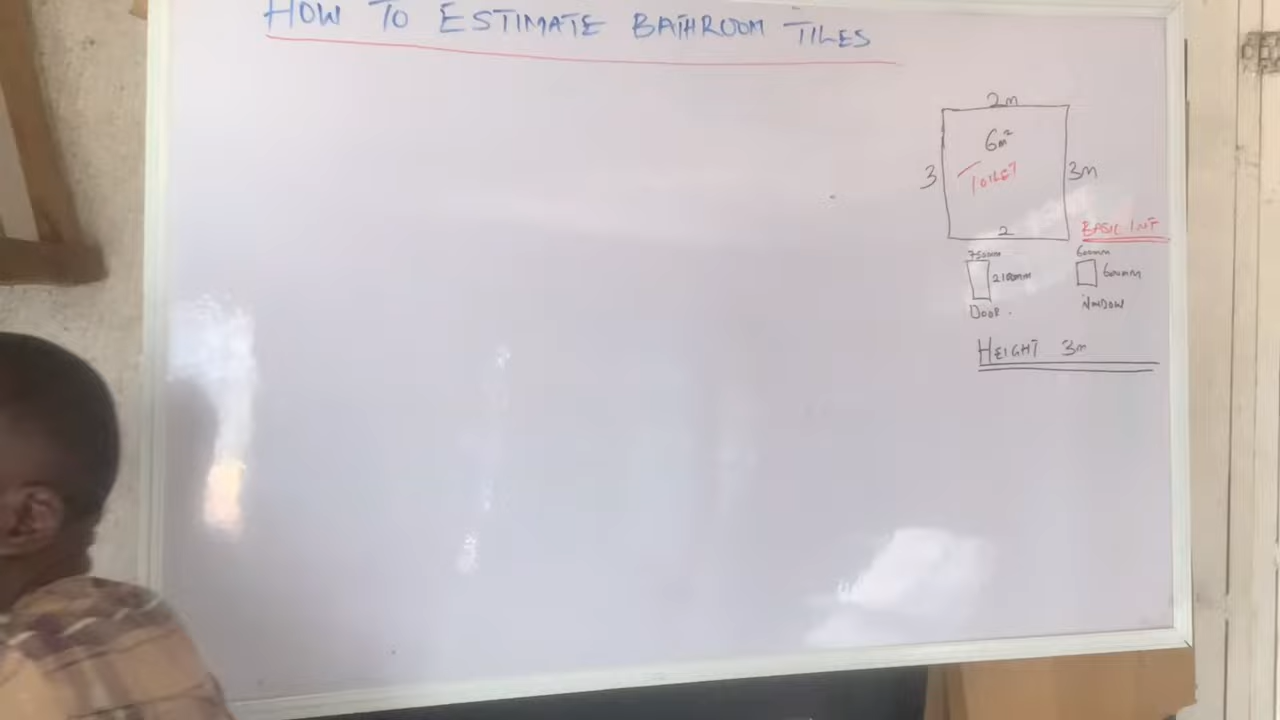 HOW TO ESTIMATE BATHROOM TILES
2m
6m²
3
TOILET
3m
2
BASIC INF
750mm
600mm
2100mm
600mm
DOOR.
WINDOW
HEIGHT 3m